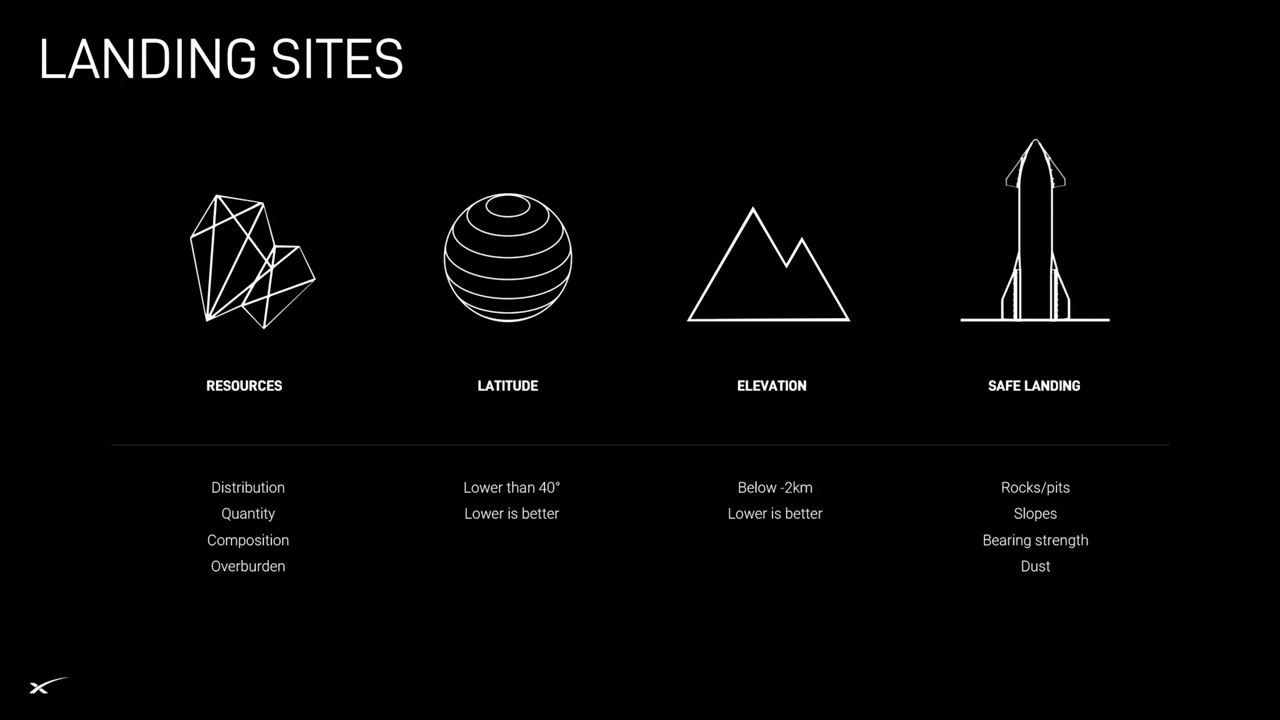 LANDING SITES
RESOURCES
Distribution
Quantity
Composition
Overburden
LATITUDE
Lower than 40°
Lower is better
ELEVATION
Below -2km
Lower is better
SAFE LANDING
Rocks/pits
Slopes
Bearing strength
Dust